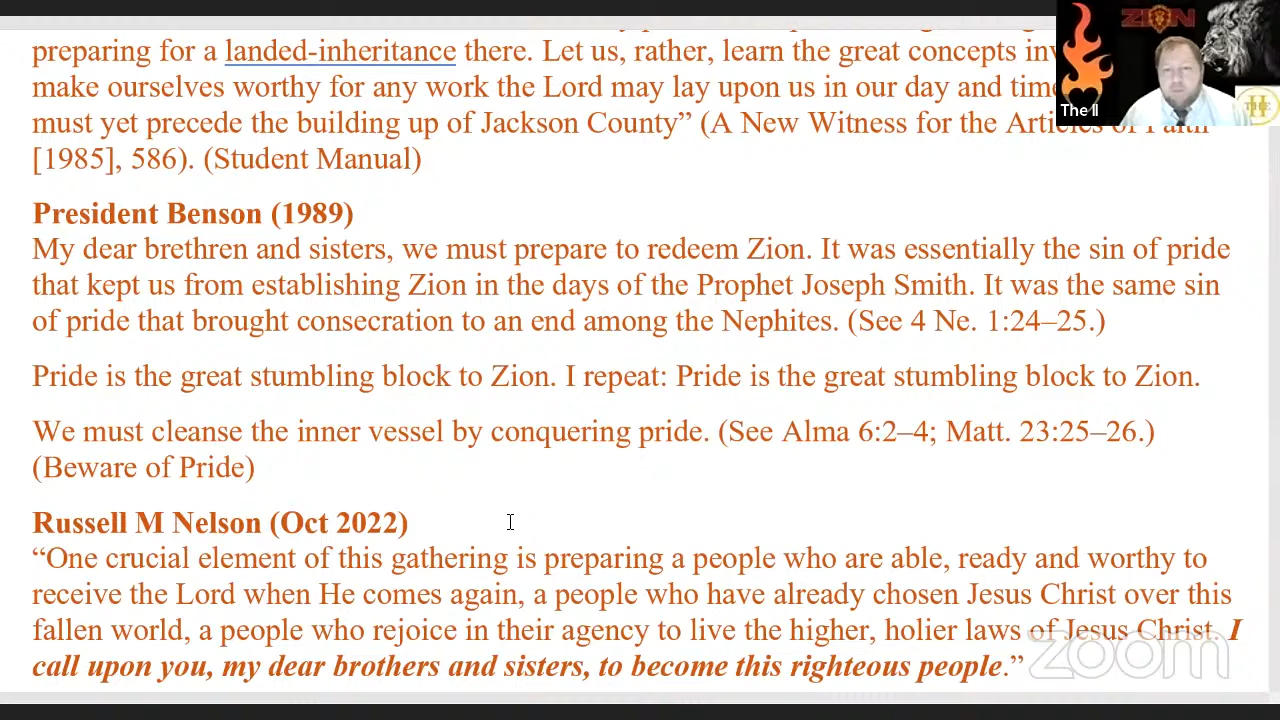 preparing for a landed-inheritance there. Let us, rather, learn the great concepts
make ourselves worthy for any work the Lord may lay upon us in our day and
must yet precede the building up of Jackson County” (A New Witness for the Articles of Faith
[1985], 586). (Student Manual)
President Benson (1989)
My dear brethren and sisters, we must prepare to redeem Zion. It was essentially the sin of pride
that kept us from establishing Zion in the days of the Prophet Joseph Smith. It was the same sin
of pride that brought consecration to an end among the Nephites. (See 4 Ne. 1:24–25.)
Pride is the great stumbling block to Zion. I repeat: Pride is the great stumbling block to Zion.
We must cleanse the inner vessel by conquering pride. (See Alma 6:2–4; Matt. 23:25–26.)
(Beware of Pride)
Russell M Nelson (Oct 2022)
“One crucial element of this gathering is preparing a people who are able, ready and worthy to
receive the Lord when He comes again, a people who have already chosen Jesus Christ over this
fallen world, a people who rejoice in their agency to live the higher, holier laws of Jesus Christ. I
call upon you, my dear brothers and sisters, to become this righteous people.”
ZION
The II
THE
zoom